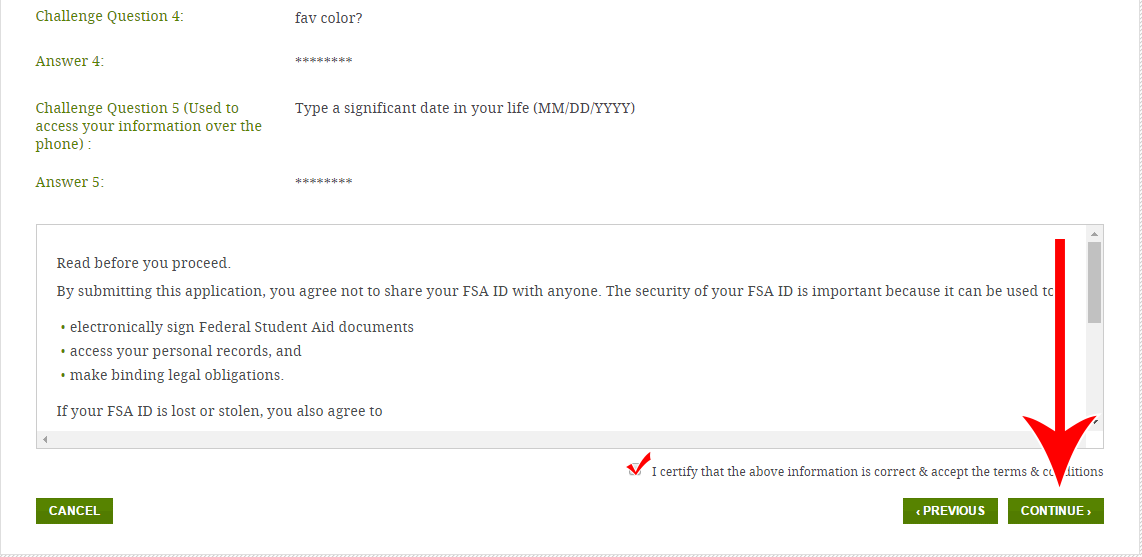 Challenge Question 4:
fav color?
Answer 4:
********
Challenge Question 5 (Used to
access your information over the
phone) :
Type a significant date in your life (MM/DD/YYYY)
Answer 5:
********
Read before you proceed.
By submitting this application, you agree not to share your FSA ID with anyone. The security of your FSA ID is important because it can be used to
• electronically sign Federal Student Aid documents
• access your personal records, and
• make binding legal obligations.
If your FSA ID is lost or stolen, you also agree to
I certify that the above information is correct & accept the terms & conditions
CANCEL
‹ PREVIOUS
CONTINUE ›